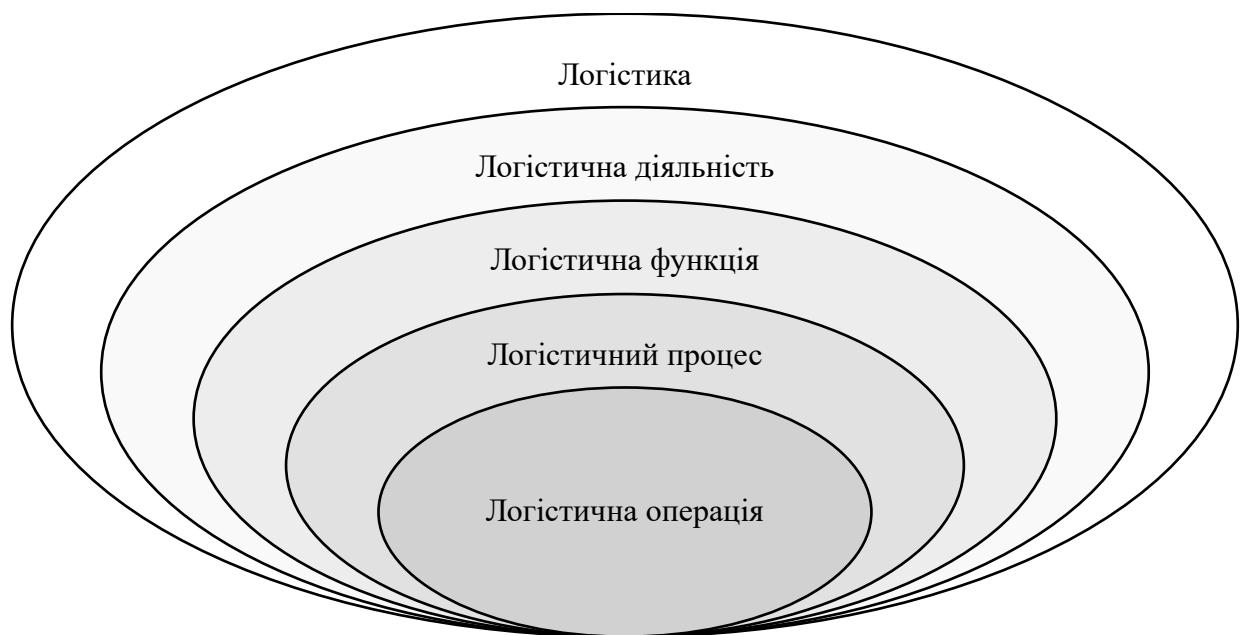 Логістика
Логістична діяльність
Логістична функція
Логістичний процес
Логістична операція